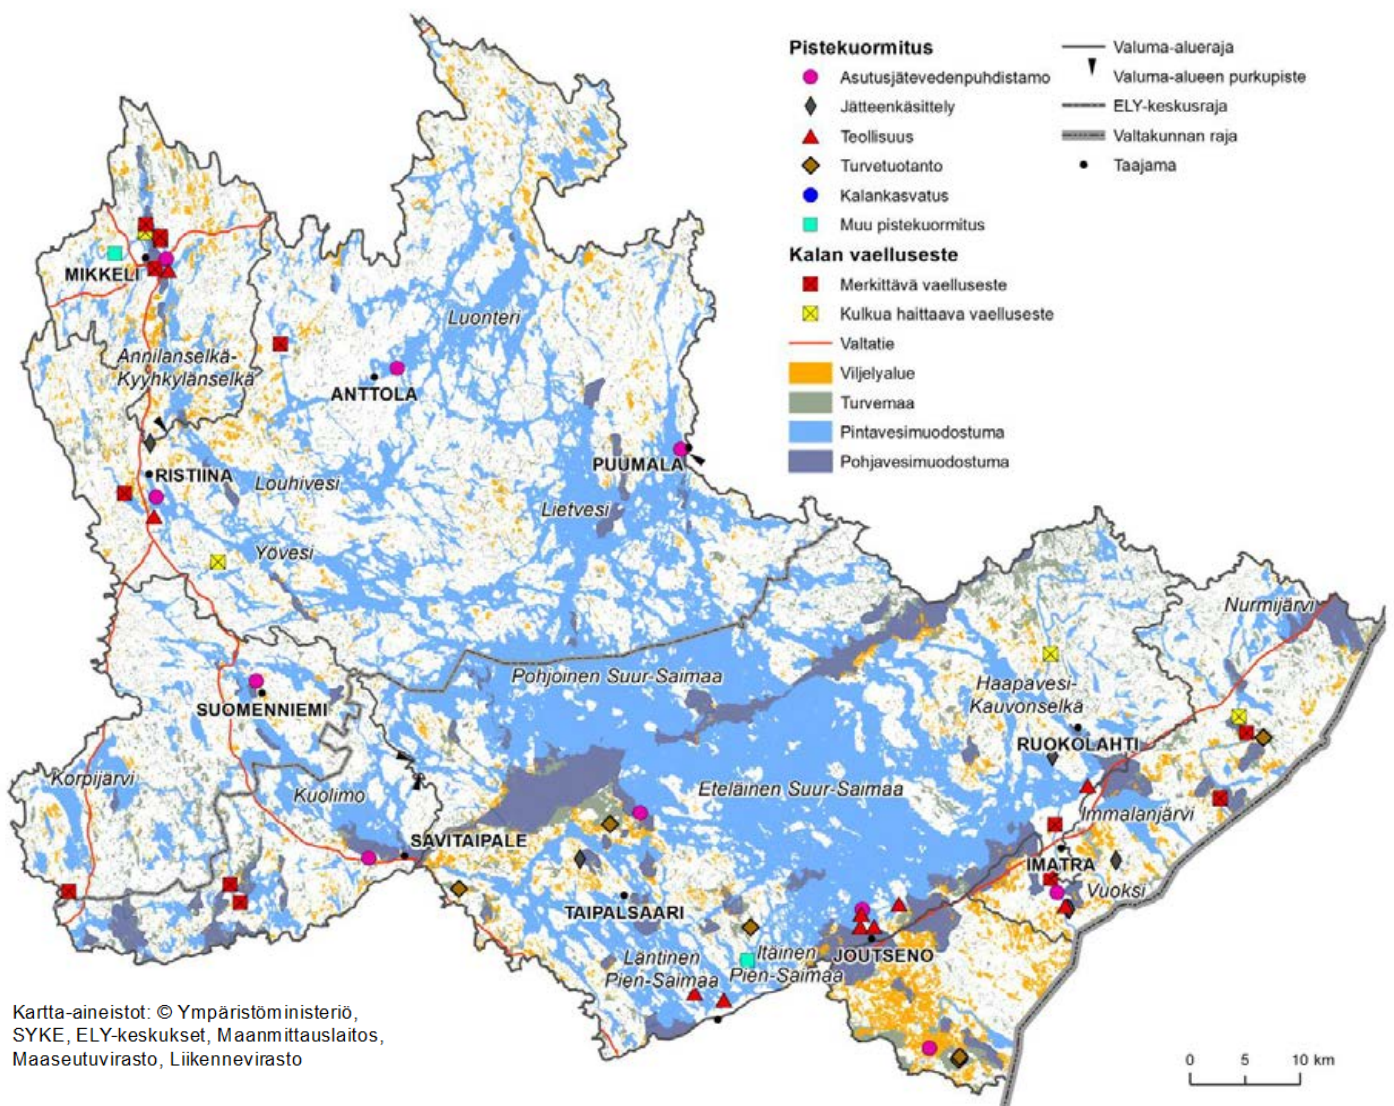 Pistekuormitus
Asutusjätevedenpuhdistamo
Jätteenkäsittely
Teollisuus
Turvetuotanto
Kalankasvatus
Muu pistekuormitus
Kalan vaelluseste
Merkittävä vaelluseste
Kulkua haittaava vaelluseste
Valtatie
Viljelyalue
Turvemaa
Pintavesimuodostuma
Pohjavesimuodostuma
Valuma-alueraja
Valuma-alueen purkupiste
ELY-keskusraja
Valtakunnan raja
Taajama
MIKKELI
Luonteri
Annilanselkä-
Kyyhkylänselkä
ANTTOLA
PUUMALA
RISTIINA
Louhivesi
Lietvesi
Yövesi
Nurmijärvi
Pohjoinen Suur-Saimaa
Haapavesi-
Kauvonselkä
SUOMENNIEMI
RUOKOLAHTI
Korpijärvi
Kuolimo
Eteläinen Suur-Saimaa
Immalanjärvi
SAVITAIPALE
IMATRA
Vuoksi
TAIPALSAARI
Läntinen
Pien-Saimaa
Itäinen
Pien-Saimaa
JOUTSENO
Kartta-aineistot: © Ympäristöministeriö,
SYKE, ELY-keskukset, Maanmittauslaitos,
Maaseutuvirasto, Liikennevirasto
0 5 10 km